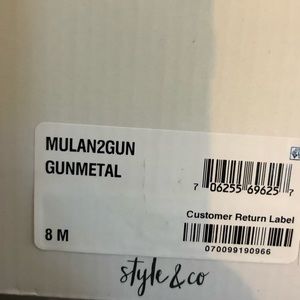 MULAN2GUN
GUNMETAL
7 06255 69625 7
Customer Return Label
8 M
070099190966
style & co